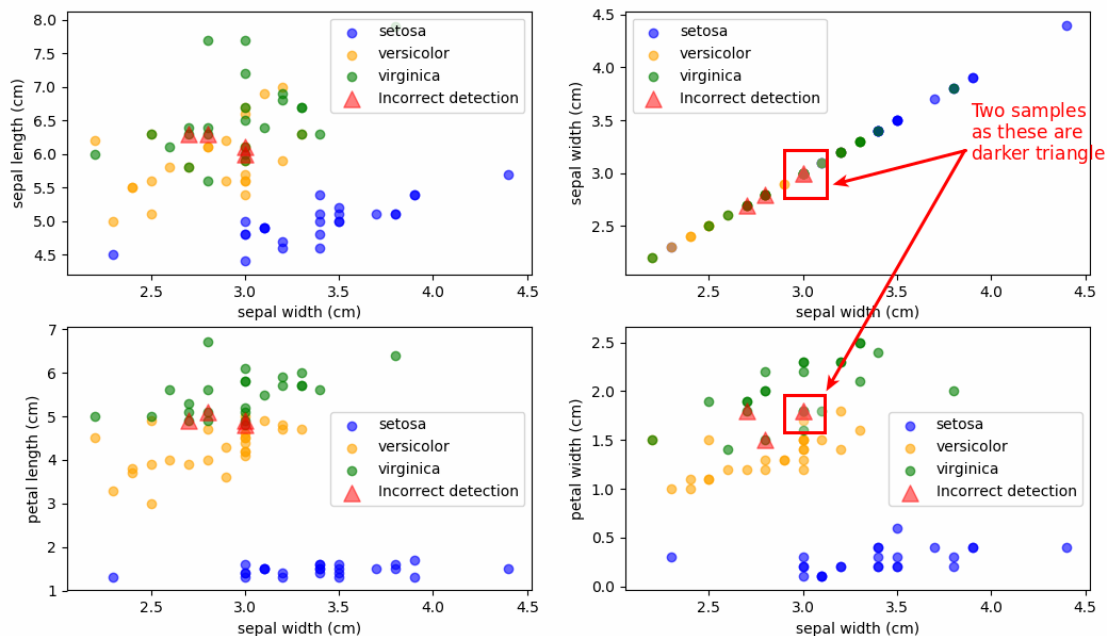 8.0
7.5
7.0
6.5
6.0
5.5
5.0
4.5
sepal length (cm)
setosa
versicolor
virginica
Incorrect detection
2.5 3.0 3.5 4.0 4.5
sepal width (cm)
4.5
4.0
3.5
3.0
2.5
sepal width (cm)
setosa
versicolor
virginica
Incorrect detection
Two samples
as these are
darker triangle
2.5 3.0 3.5 4.0 4.5
sepal width (cm)
7
6
5
4
3
2
1
petal length (cm)
setosa
versicolor
virginica
Incorrect detection
2.5 3.0 3.5 4.0 4.5
sepal width (cm)
2.5
2.0
1.5
1.0
0.5
0.0
petal width (cm)
setosa
versicolor
virginica
Incorrect detection
2.5 3.0 3.5 4.0 4.5
sepal width (cm)